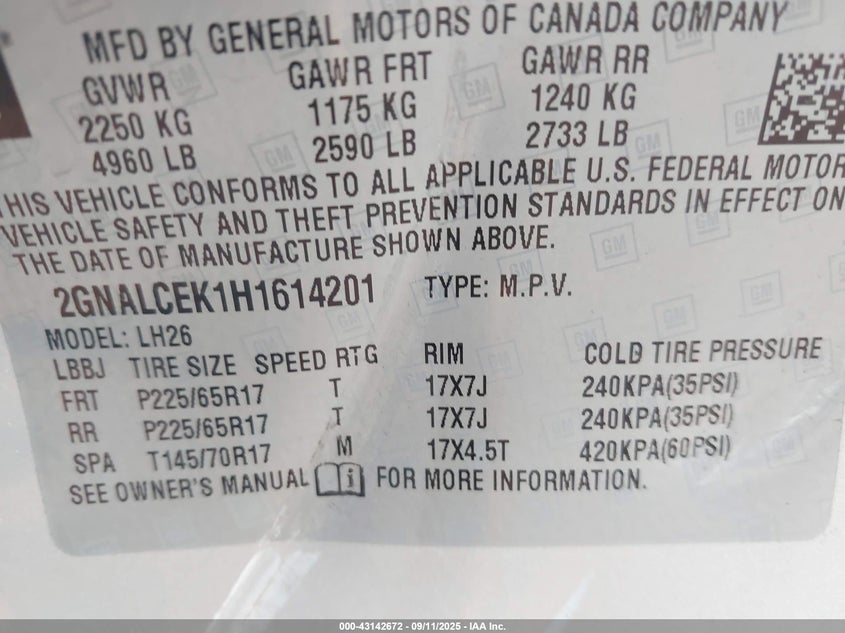 MFD BY GENERAL MOTORS OF CANADA COMPANY
GVWR GAWR FRT GAWR RR
2250 KG 1175 KG 1240 KG
4960 LB 2590 LB 2733 LB
THIS VEHICLE CONFORMS TO ALL APPLICABLE U.S. FEDERAL MOTOR
VEHICLE SAFETY AND THEFT PREVENTION STANDARDS IN EFFECT ON
THE DATE OF MANUFACTURE SHOWN ABOVE.
2GNALCEK1H1614201 TYPE: M.P.V.
MODEL: LH26
LBBJ TIRE SIZE SPEED RTG RIM COLD TIRE PRESSURE
FRT P225/65R17 T 17X7J 240KPA(35PSI)
RR P225/65R17 T 17X7J 240KPA(35PSI)
SPA T145/70R17 M 17X4.5T 420KPA(60PSI)
SEE OWNER'S MANUAL FOR MORE INFORMATION.
000-43142672 - 09/11/2025 - IAA Inc.